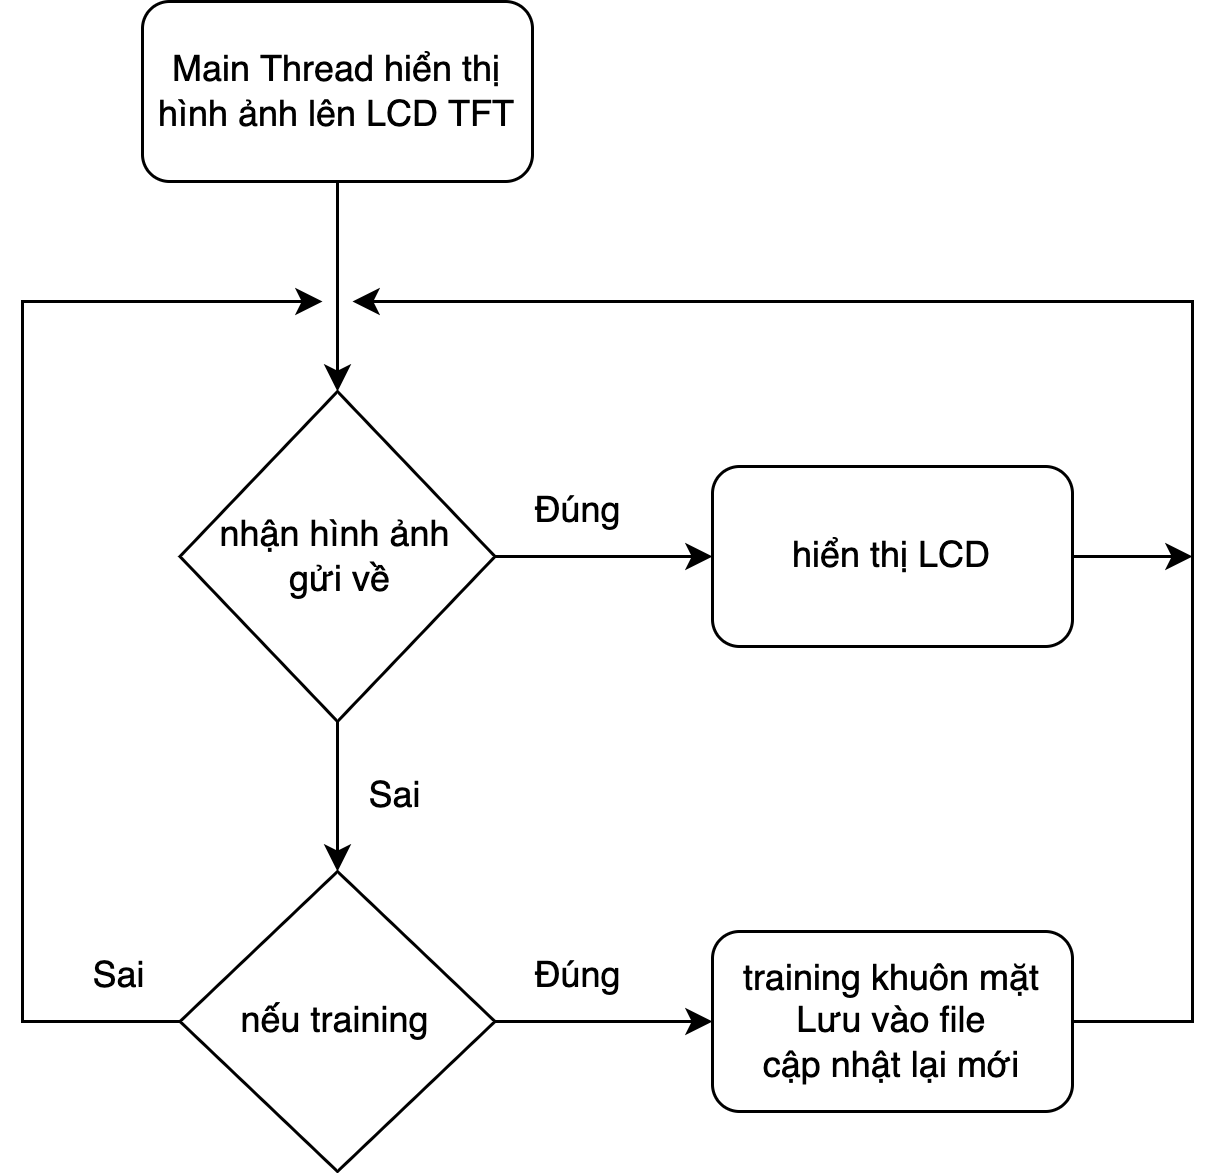 Main Thread hiển thị
hình ảnh lên LCD TFT
nhận hình ảnh
gửi về
Đúng
hiển thị LCD
Sai
Sai
nếu training
Đúng
training khuôn mặt
Lưu vào file
cập nhật lại mới